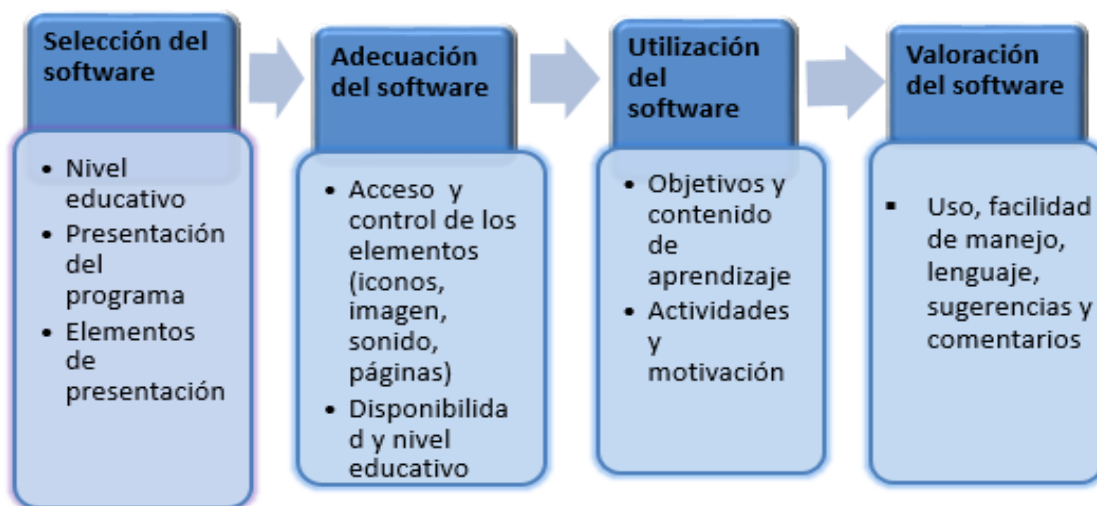 Selección del
software
• Nivel
educativo
• Presentación
del
programa
• Elementos
de
presentación
Adecuación
del software
• Acceso y
control de los
elementos
(iconos,
imagen,
sonido,
páginas)
• Disponibilida
d y nivel
educativo
Utilización
del
software
• Objetivos y
contenido
de
aprendizaje
• Actividades
y
motivación
Valoración
del software
▪ Uso, facilidad
de manejo,
lenguaje,
sugerencias y
comentarios